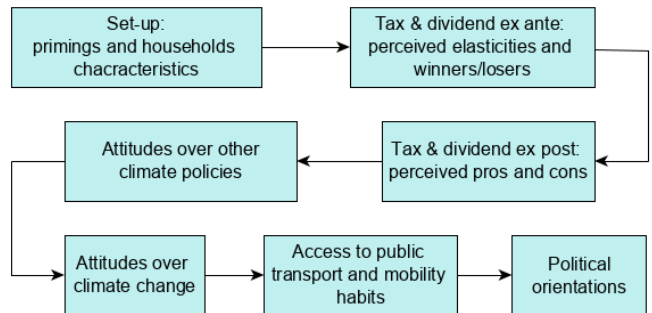 Set-up:
primings and households
chacracteristics
Tax & dividend ex ante:
perceived elasticities and
winners/losers
Tax & dividend ex post:
perceived pros and cons
Attitudes over other
climate policies
Attitudes over
climate change
Access to public
transport and mobility
habits
Political
orientations